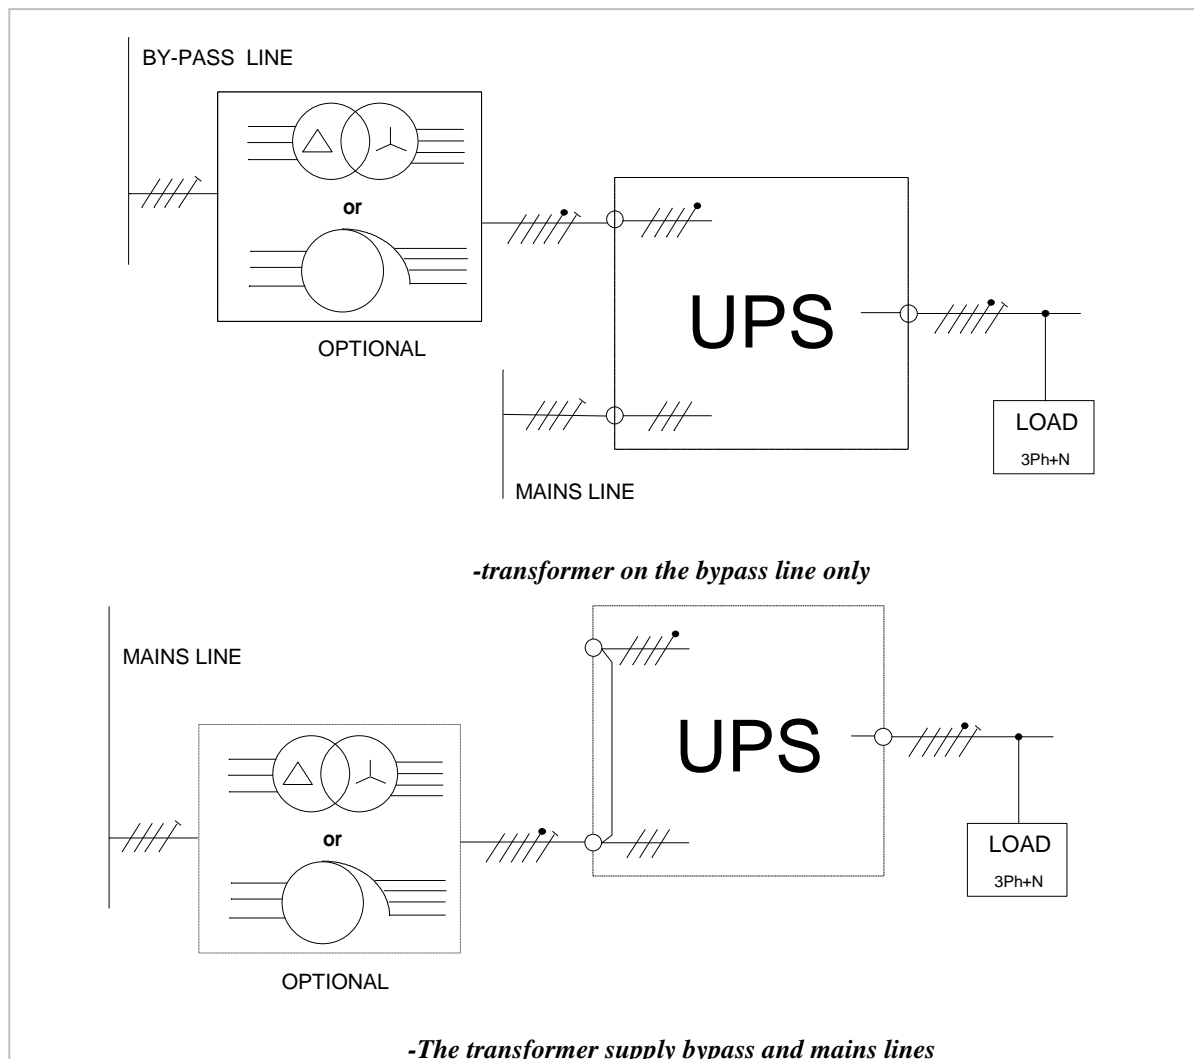 BY-PASS LINE
or
OPTIONAL
UPS
MAINS LINE
LOAD
3Ph+N
-transformer on the bypass line only
MAINS LINE
or
OPTIONAL
UPS
LOAD
3Ph+N
-The transformer supply bypass and mains lines